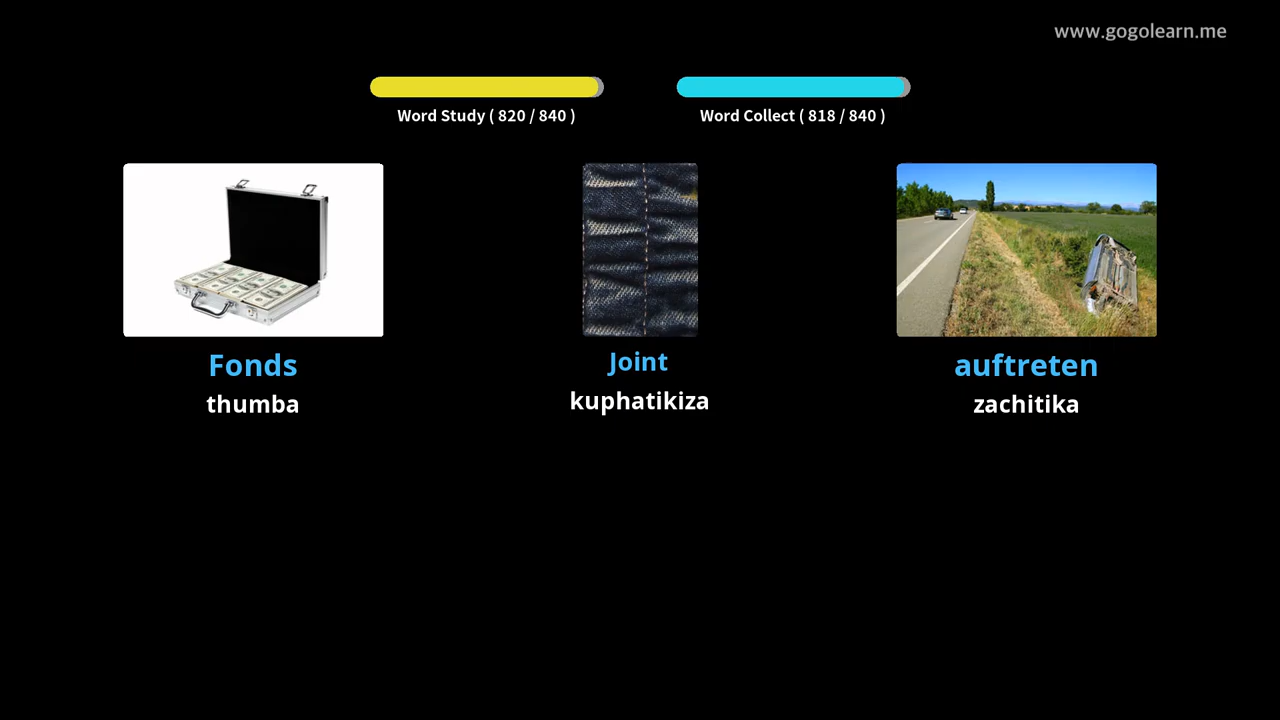 www.gogolearn.me
Word Study ( 820 / 840 )
Word Collect ( 818 / 840 )
Fonds
thumba
Joint
kuphatikiza
auftreten
zachitika